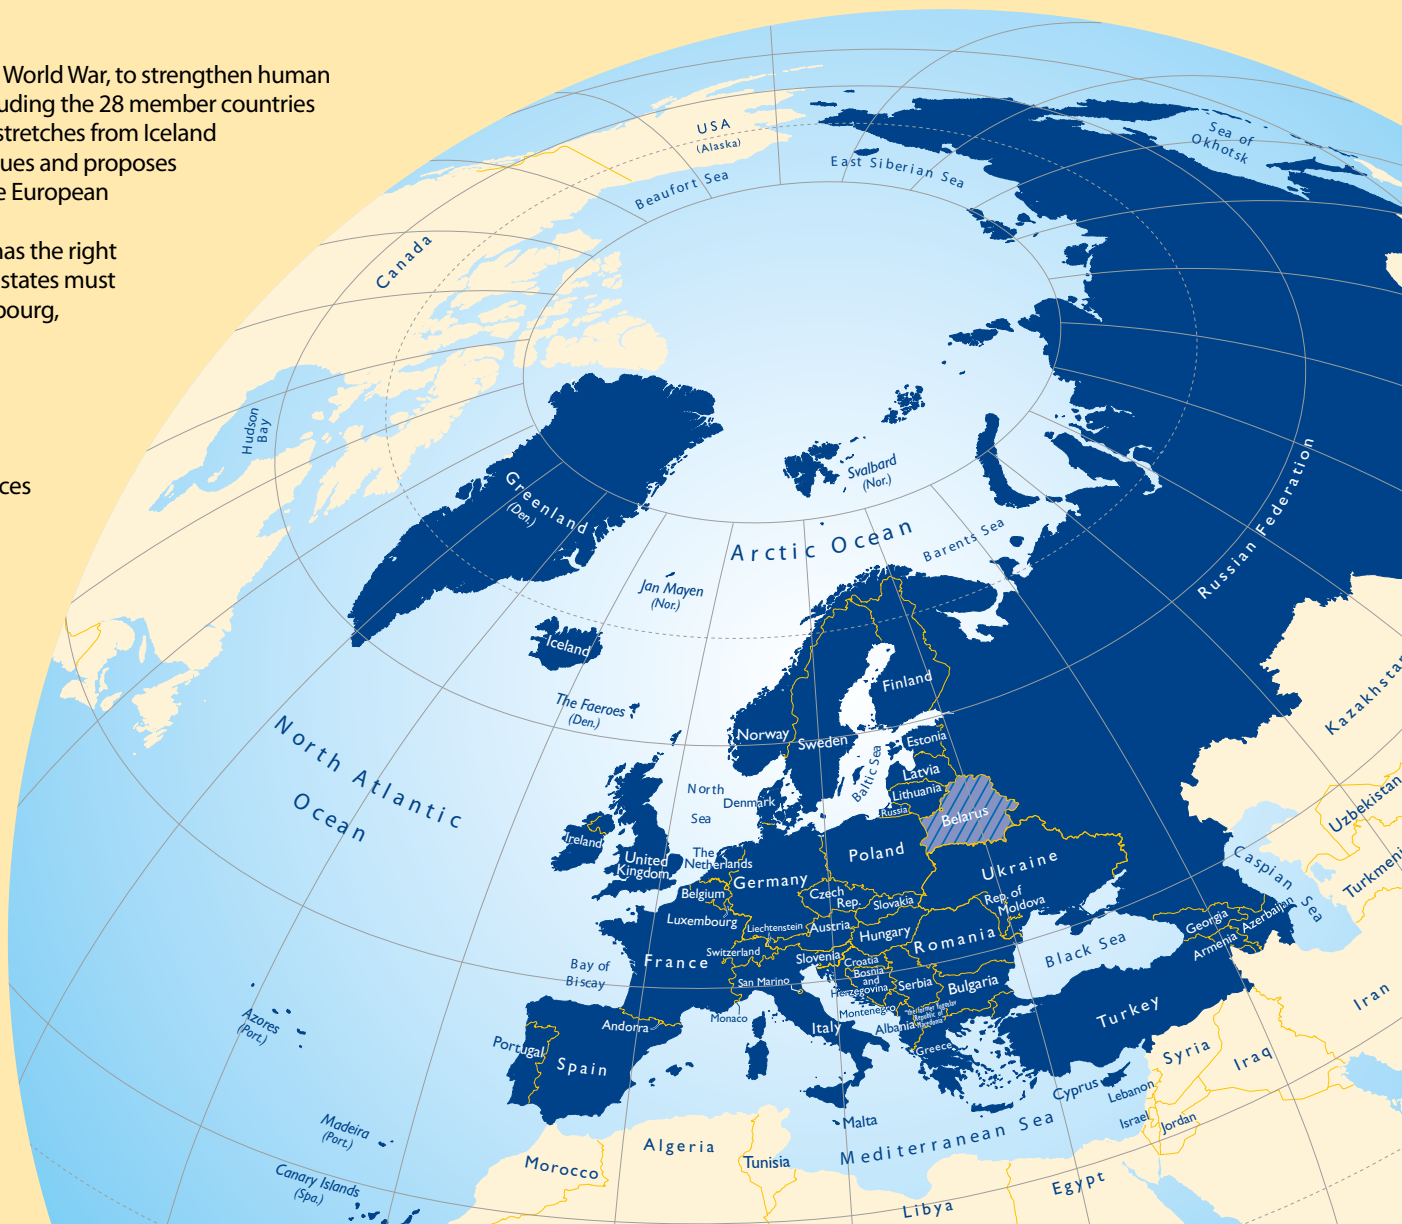 World War, to strengthen human
uding the 28 member countries
stretches from Iceland
ues and proposes
e European
has the right
states must
bourg,
ces
USA
(Alaska)
Beaufort Sea
East Siberian Sea
Sea of
Okhotsk
Canada
Hudson
Bay
Greenland
(Den.)
Svalbard
(Nor.)
Arctic Ocean
Barents Sea
Russian Federation
Jan Mayen
(Nor.)
Iceland
The Faeroes
(Den.)
Finland
Norway
Sweden
Estonia
Baltic Sea
Latvia
Lithuania
Russia
Belarus
North Atlantic
Ocean
North
Sea
Denmark
Ireland
United
Kingdom
The
Netherlands
Belgium
Luxembourg
Germany
Poland
Ukraine
Czech
Rep.
Slovakia
Rep. of
Moldova
Liechtenstein
Austria
Hungary
Romania
Switzerland
Slovenia
Croatia
Bosnia
and
Herzegovina
Serbia
Bulgaria
France
San Marino
Bay of
Biscay
Monaco
Montenegro
The former Yugoslav
Republic of
Macedonia
Albania
Italy
Andorra
Portugal
Spain
Greece
Black Sea
Turkey
Georgia
Armenia
Azerbaijan
Caspian Sea
Kazakhstan
Uzbekistan
Turkmeni
Iran
Iraq
Syria
Cyprus
Lebanon
Israel
Jordan
Azores
(Port.)
Madeira
(Port.)
Canary Islands
(Spa.)
Malta
Mediterranean Sea
Morocco
Algeria
Tunisia
Libya
Egypt